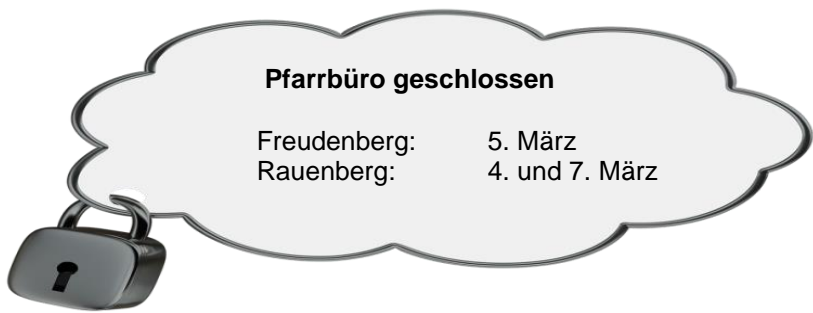 Pfarrbüro geschlossen
Freudenberg: 5. März
Rauenberg: 4. und 7. März